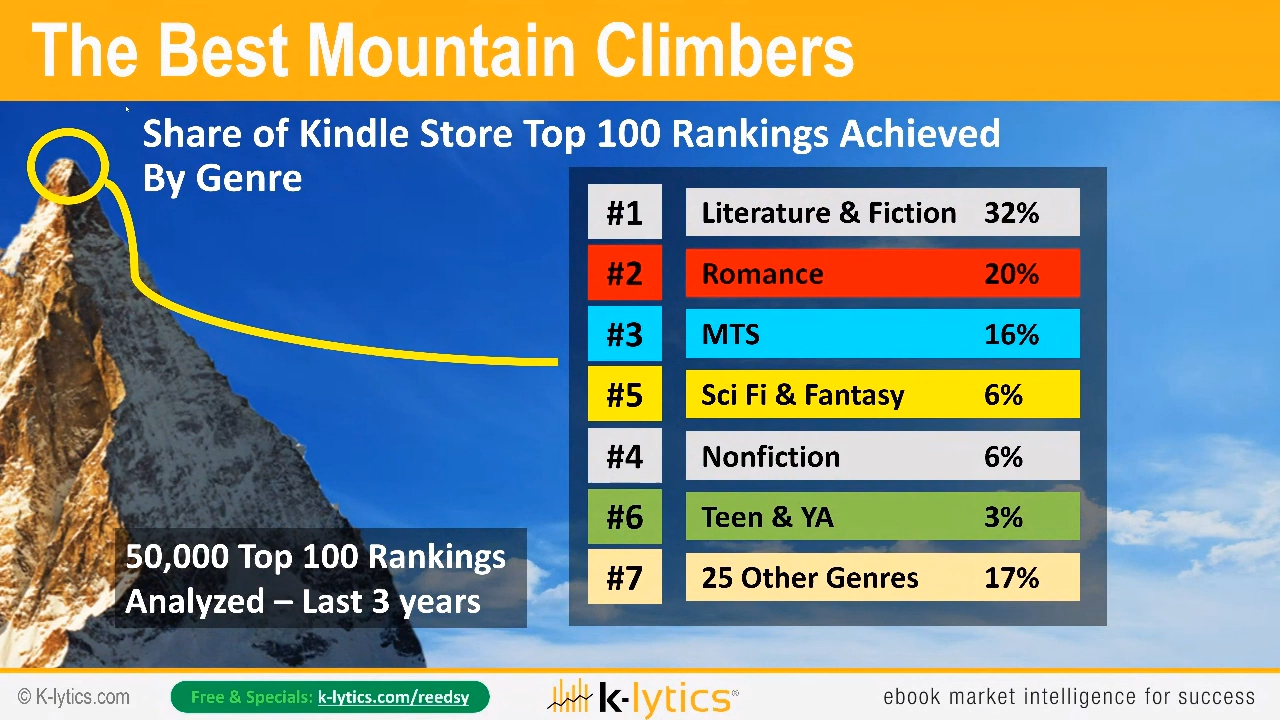 The Best Mountain Climbers
Share of Kindle Store Top 100 Rankings Achieved
By Genre
#1 Literature & Fiction 32%
#2 Romance 20%
#3 MTS 16%
#5 Sci Fi & Fantasy 6%
#4 Nonfiction 6%
#6 Teen & YA 3%
#7 25 Other Genres 17%
50,000 Top 100 Rankings
Analyzed – Last 3 years
© K-lytics.com
Free & Specials: k-lytics.com/reedsy
k-lytics®
ebook market intelligence for success